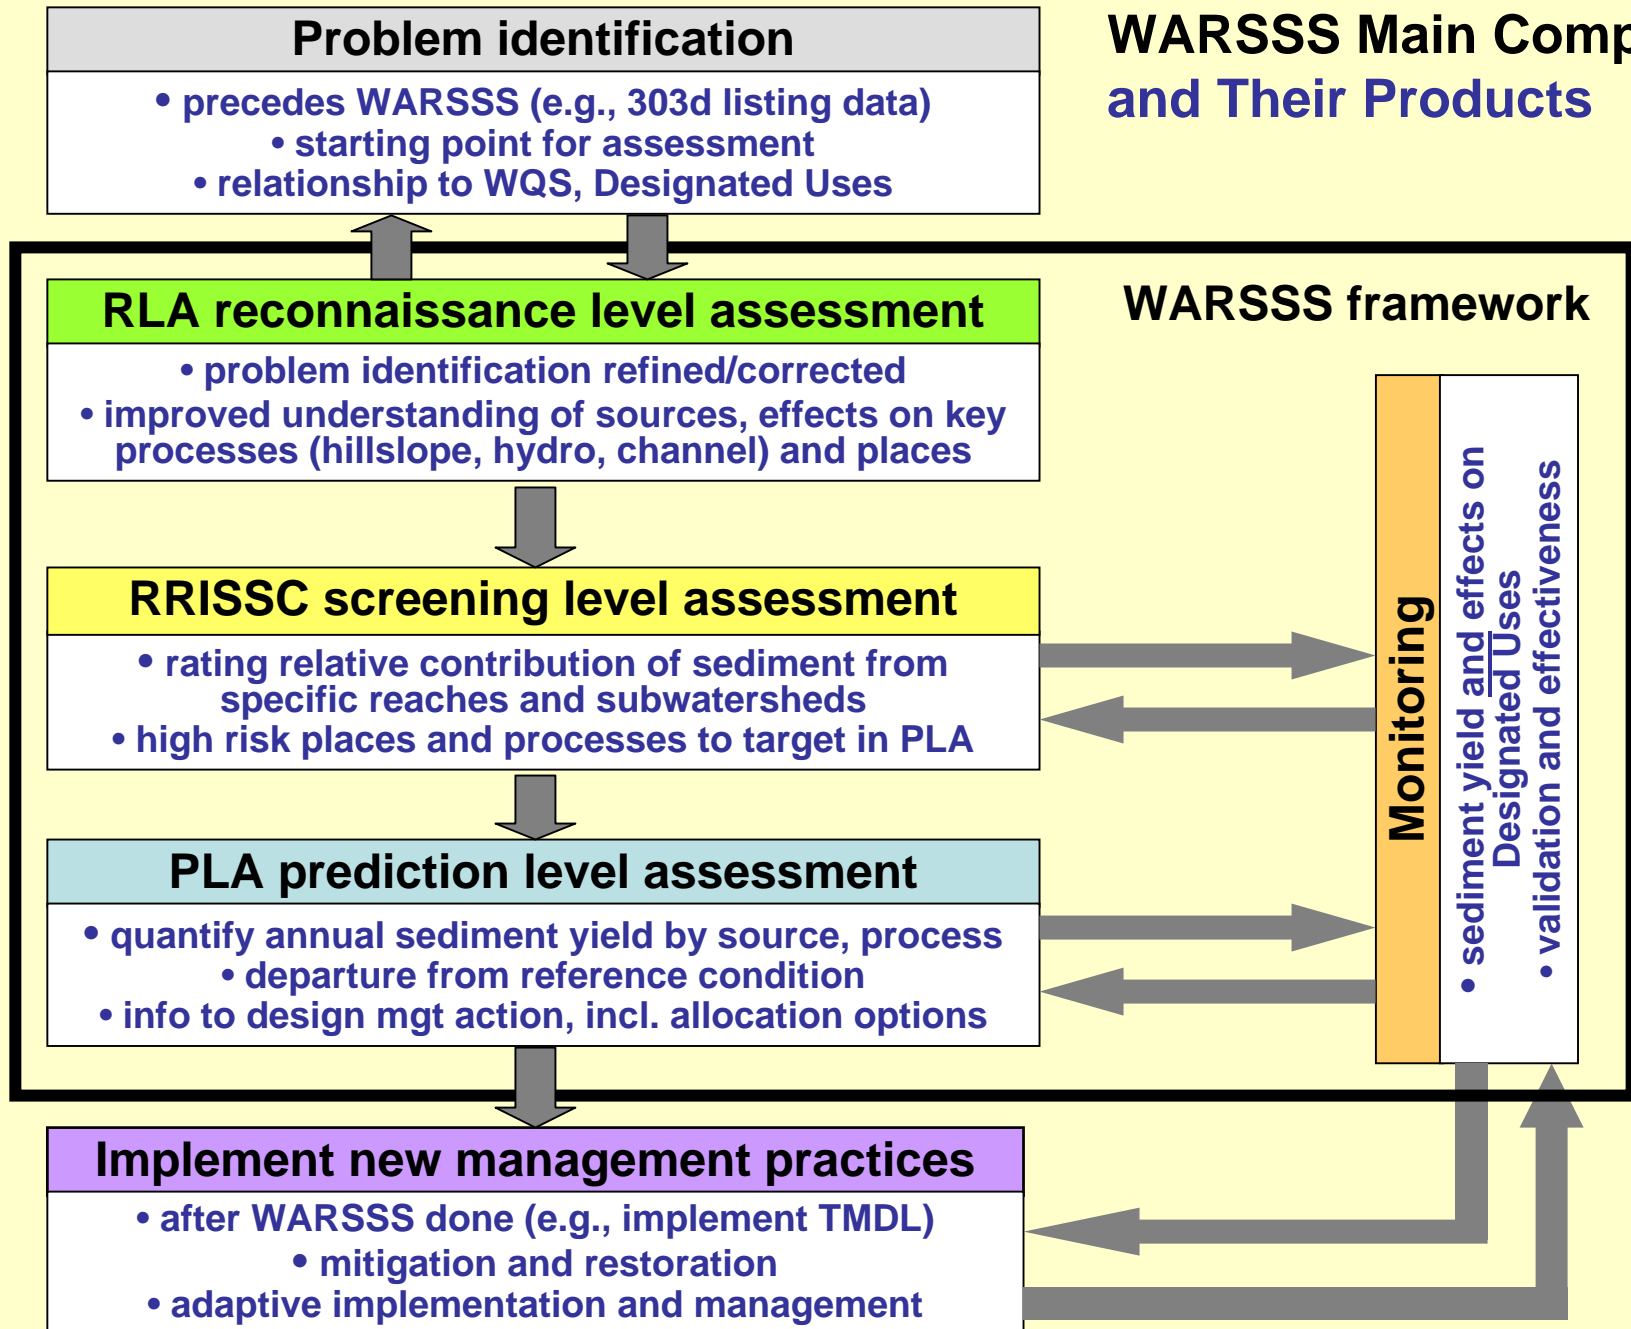 WARSSS Main Comp
and Their Products
Problem identification
• precedes WARSSS (e.g., 303d listing data)
• starting point for assessment
• relationship to WQS, Designated Uses
WARSSS framework
RLA reconnaissance level assessment
• problem identification refined/corrected
• improved understanding of sources, effects on key
processes (hillslope, hydro, channel) and places
RRISSC screening level assessment
• rating relative contribution of sediment from
specific reaches and subwatersheds
• high risk places and processes to target in PLA
PLA prediction level assessment
• quantify annual sediment yield by source, process
• departure from reference condition
• info to design mgt action, incl. allocation options
Monitoring
• sediment yield and effects on
Designated Uses
• validation and effectiveness
Implement new management practices
• after WARSSS done (e.g., implement TMDL)
• mitigation and restoration
• adaptive implementation and management